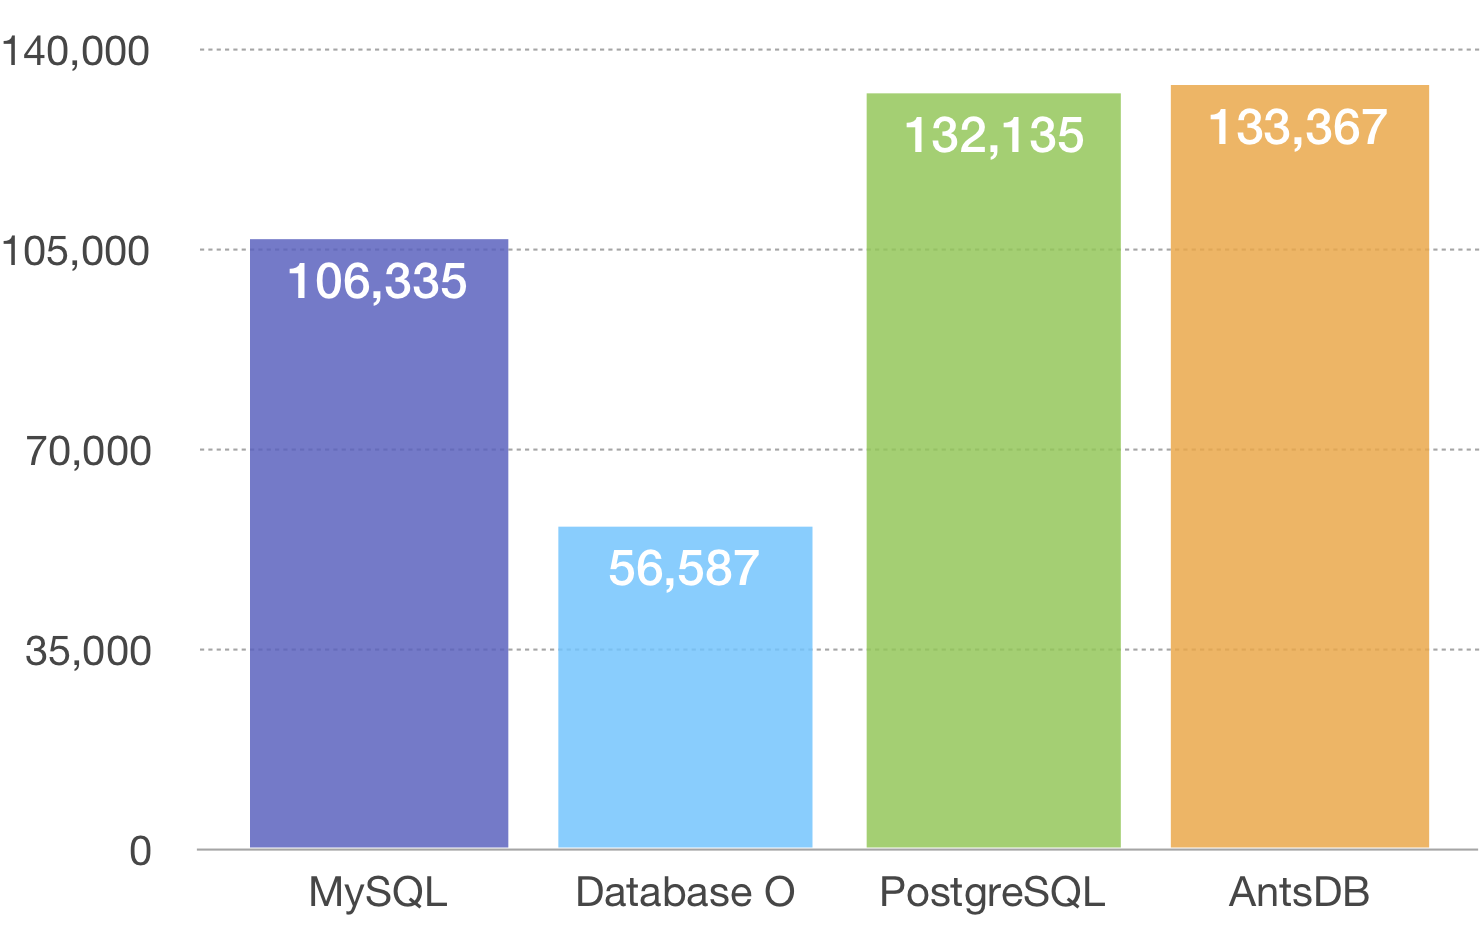 140,000
105,000
70,000
35,000
0
106,335
56,587
132,135
133,367
MySQL
Database O
PostgreSQL
AntsDB